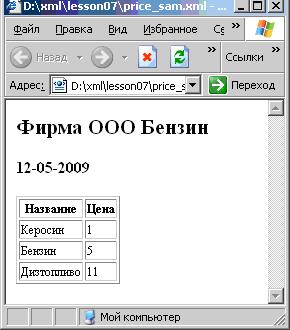 D:\xml\lesson07\price_sam.xml - ...
Файл Правка Вид Избранное Се »
Назад » Ссылки »
Адрес: D:\xml\lesson07\price_s Переход
Фирма ООО Бензин
12-05-2009
Название Цена
Керосин 1
Бензин 5
Дизтопливо 11
Мой компьютер